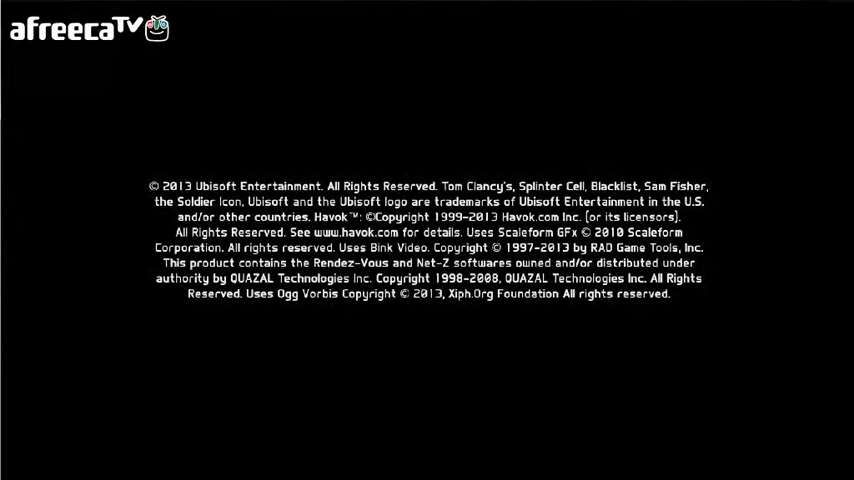 afreecaTV
© 2013 Ubisoft Entertainment. All Rights Reserved. Tom Clancy's, Splinter Cell, Blacklist, Sam Fisher,
the Soldier Icon, Ubisoft and the Ubisoft logo are trademarks of Ubisoft Entertainment in the U.S.
and/or other countries. Havok™: ©Copyright 1999-2013 Havok.com Inc. (or its licensors).
All Rights Reserved. See www.havok.com for details. Uses Scaleform GFx © 2010 Scaleform
Corporation. All rights reserved. Uses Bink Video. Copyright © 1997-2013 by RAD Game Tools, Inc.
This product contains the Rendez-Vous and Net-Z softwares owned and/or distributed under
authority by QUAZAL Technologies Inc. Copyright 1998-2008, QUAZAL Technologies Inc. All Rights
Reserved. Uses Ogg Vorbis Copyright © 2013, Xiph.Org Foundation All rights reserved.